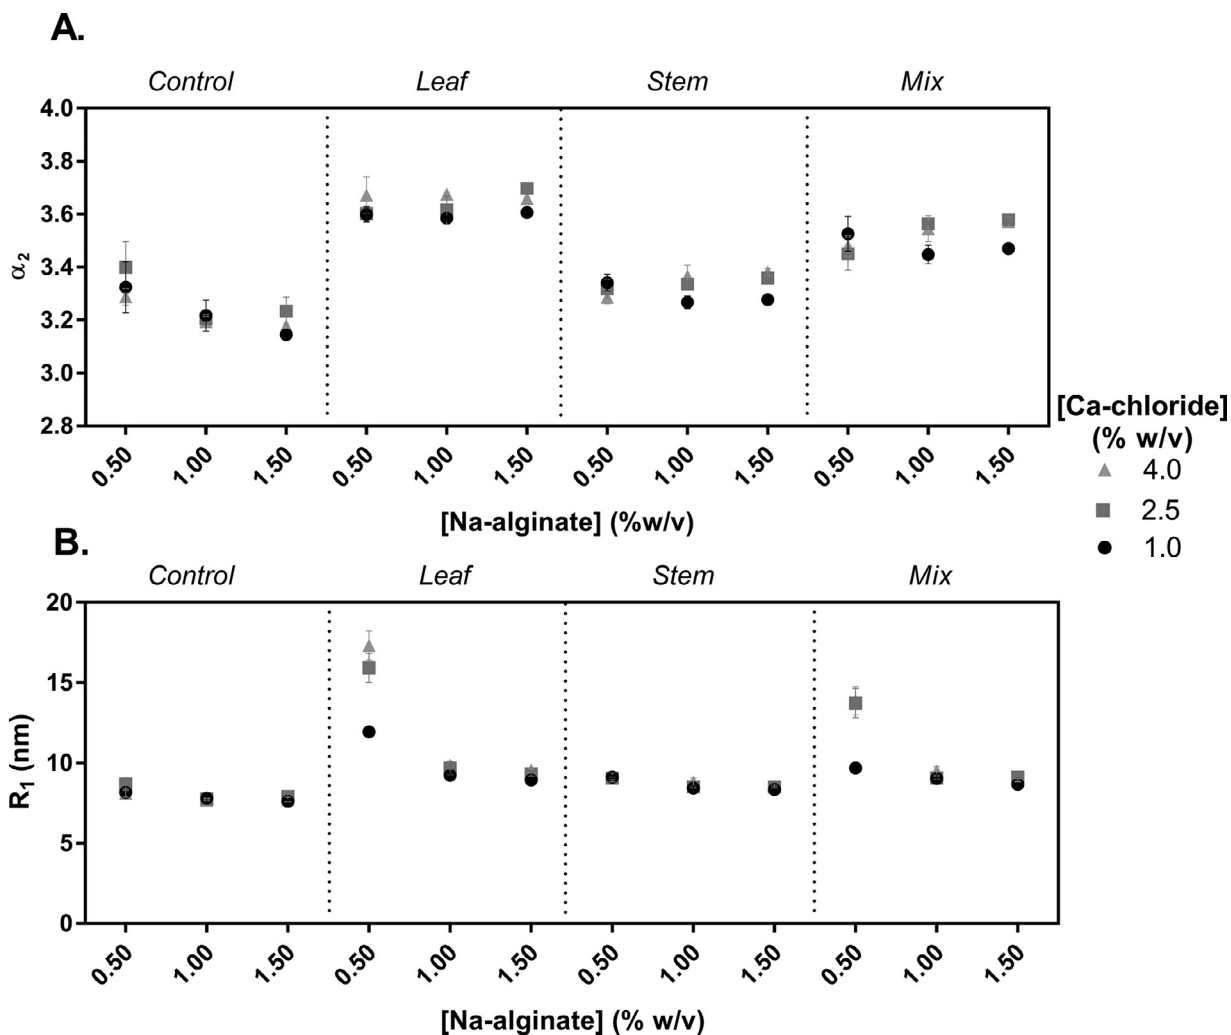 A.
Control Leaf Stem Mix
4.0
3.8
3.6
3.4
3.2
3.0
2.8
α2
0.50 1.00 1.50 0.50 1.00 1.50 0.50 1.00 1.50 0.50 1.00 1.50
[Na-alginate] (%w/v)
[Ca-chloride]
(% w/v)
4.0
2.5
1.0
B.
Control Leaf Stem Mix
20
15
10
5
0
R1 (nm)
0.50 1.00 1.50 0.50 1.00 1.50 0.50 1.00 1.50 0.50 1.00 1.50
[Na-alginate] (% w/v)